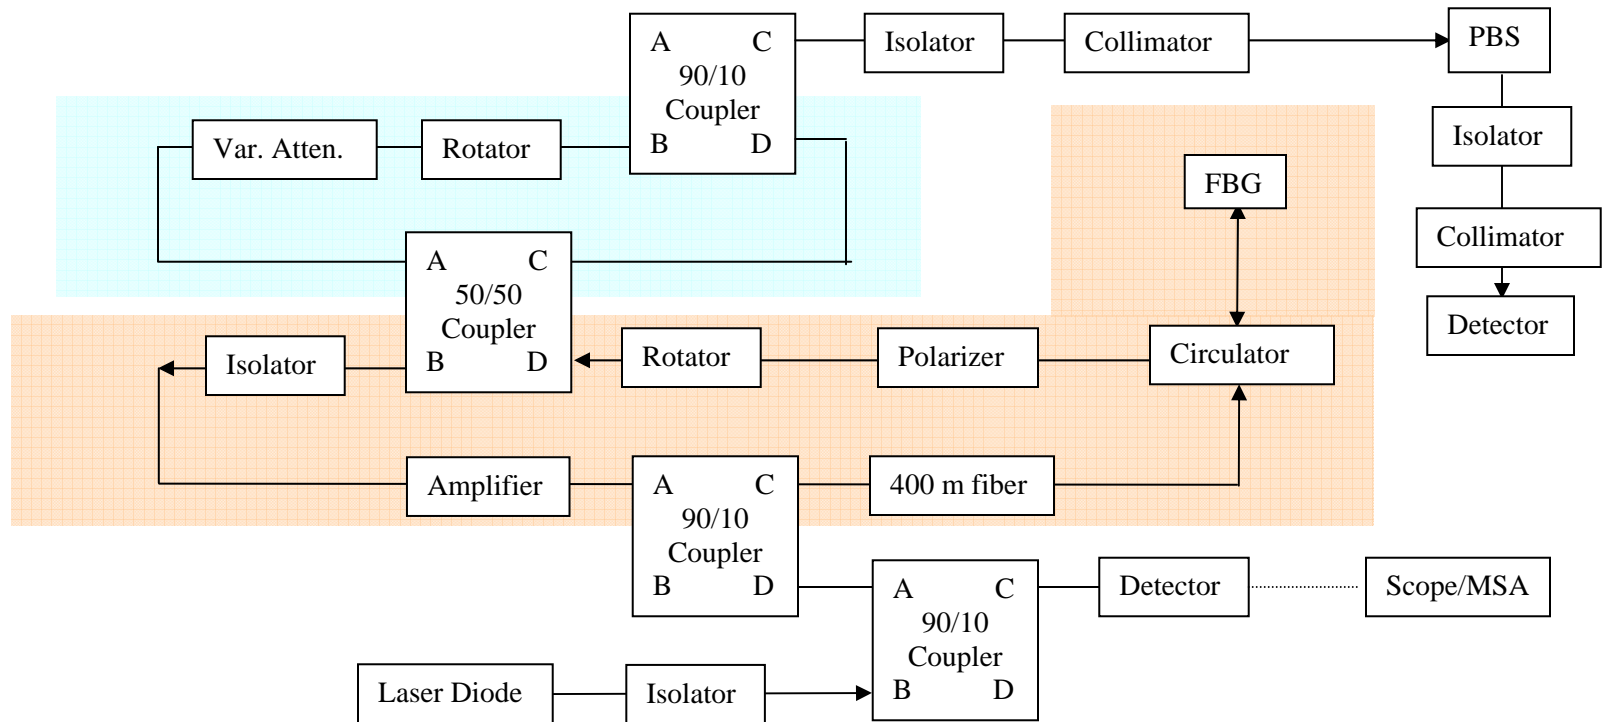 A C
90/10
Coupler
B D
Isolator
Collimator
PBS
Var. Atten.
Rotator
Isolator
FBG
Collimator
A C
50/50
Coupler
B D
Detector
Isolator
Rotator
Polarizer
Circulator
Amplifier
A C
90/10
Coupler
B D
400 m fiber
A C
90/10
Coupler
B D
Detector
Scope/MSA
Laser Diode
Isolator